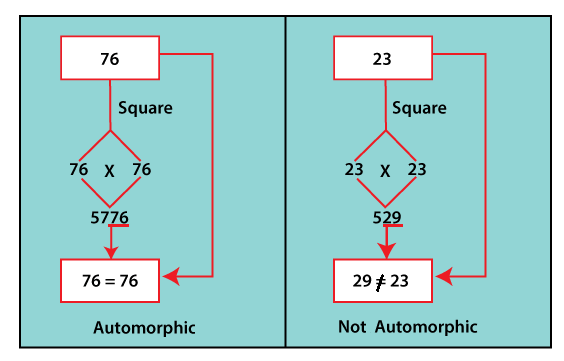 76
Square
76 X 76
5776
76 = 76
Automorphic
23
Square
23 X 23
529
29 ≠ 23
Not Automorphic